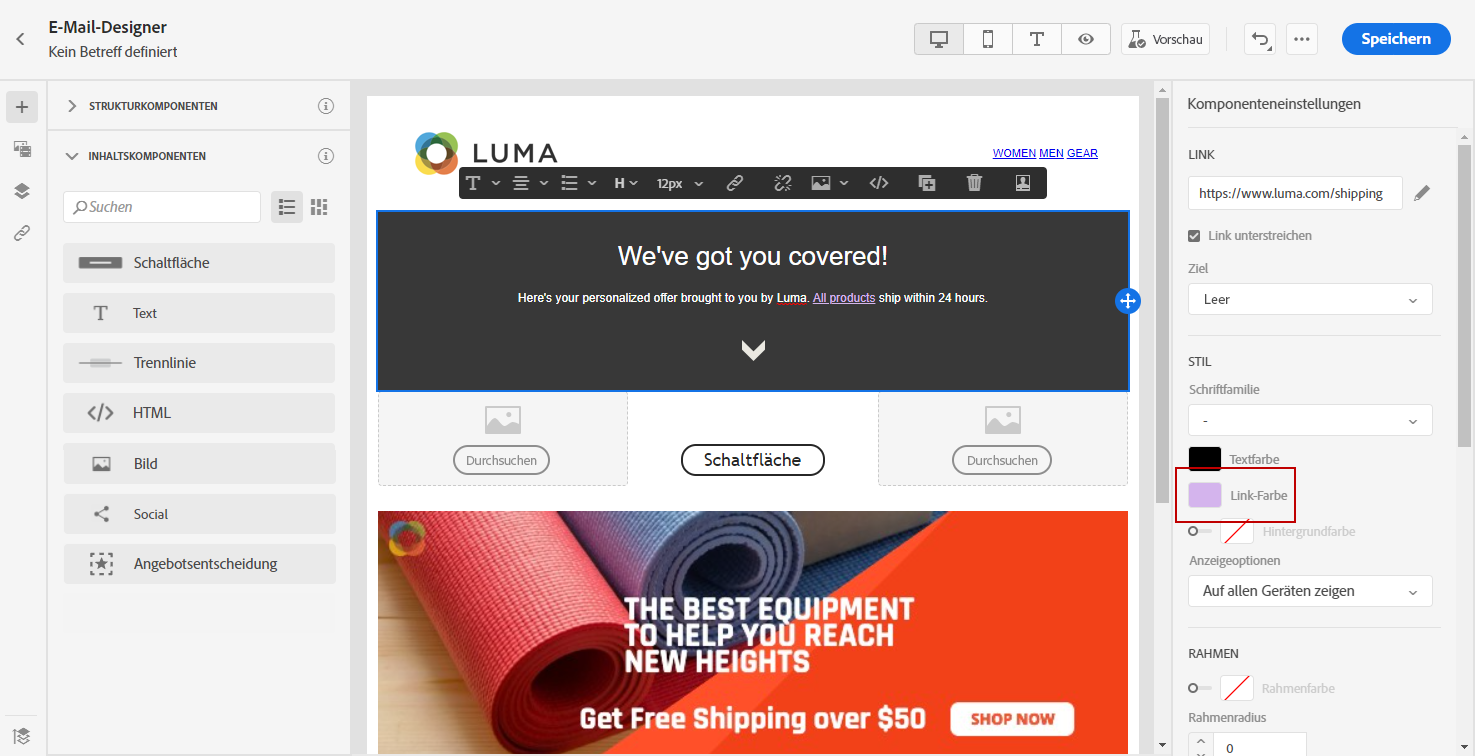 E-Mail-Designer
Kein Betreff definiert
Vorschau
Speichern
STRUKTURKOMPONENTEN
INHALTSKOMPONENTEN
Suchen
Schaltfläche
Text
Trennlinie
HTML
Bild
Social
Angebotsentscheidung
LUMA
WOMEN MEN GEAR
H
12px
We've got you covered!
Here's your personalized offer brought to you by Luma. All products ship within 24 hours.
Durchsuchen
Schaltfläche
Durchsuchen
THE BEST EQUIPMENT
TO HELP YOU REACH
NEW HEIGHTS
Get Free Shipping over $50
SHOP NOW
Komponenteneinstellungen
LINK
https://www.luma.com/shipping
Link unterstreichen
Ziel
Leer
STIL
Schriftfamilie
-
Textfarbe
Link-Farbe
Hintergrundfarbe
Anzeigeoptionen
Auf allen Geräten zeigen
RAHMEN
Rahmenfarbe
Rahmenradius
0